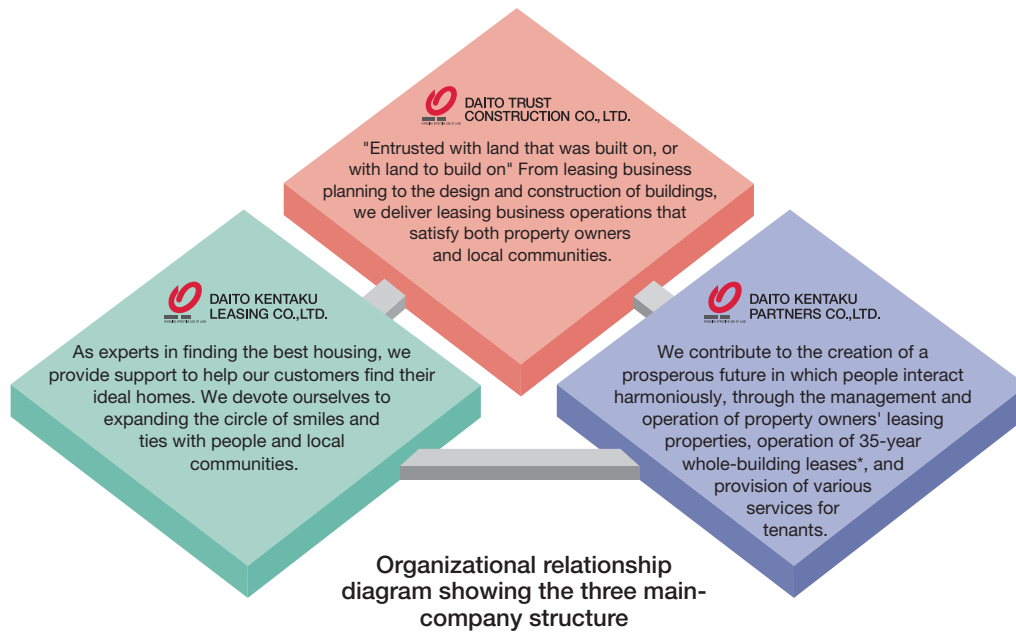 DAITO TRUST
CONSTRUCTION CO., LTD.
"Entrusted with land that was built on, or
with land to build on" From leasing business
planning to the design and construction of buildings,
we deliver leasing business operations that
satisfy both property owners
and local communities.
DAITO KENTAKU
LEASING CO.,LTD.
As experts in finding the best housing, we
provide support to help our customers find their
ideal homes. We devote ourselves to
expanding the circle of smiles and
ties with people and local
communities.
DAITO KENTAKU
PARTNERS CO.,LTD.
We contribute to the creation of a
prosperous future in which people interact
harmoniously, through the management and
operation of property owners' leasing
properties, operation of 35-year
whole-building leases*, and
provision of various
services for
tenants.
Organizational relationship
diagram showing the three main-
company structure